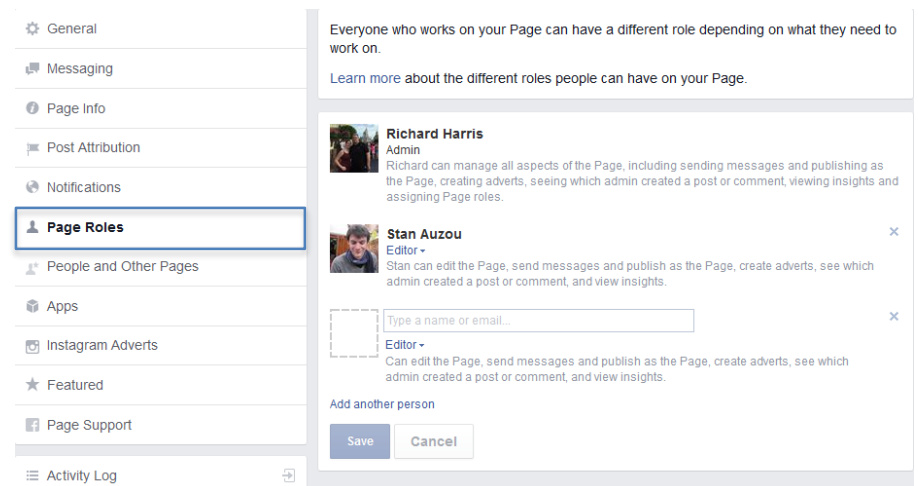 General
Messaging
Page Info
Post Attribution
Notifications
Page Roles
People and Other Pages
Apps
Instagram Adverts
Featured
Page Support
Activity Log
Everyone who works on your Page can have a different role depending on what they need to
work on.
Learn more about the different roles people can have on your Page.
Richard Harris
Admin
Richard can manage all aspects of the Page, including sending messages and publishing as
the Page, creating adverts, seeing which admin created a post or comment, viewing insights and
assigning Page roles.
Stan Auzou
Editor
Stan can edit the Page, send messages and publish as the Page, create adverts, see which
admin created a post or comment, and view insights.
Type a name or email...
Editor
Can edit the Page, send messages and publish as the Page, create adverts, see which
admin created a post or comment, and view insights.
Add another person
Save
Cancel